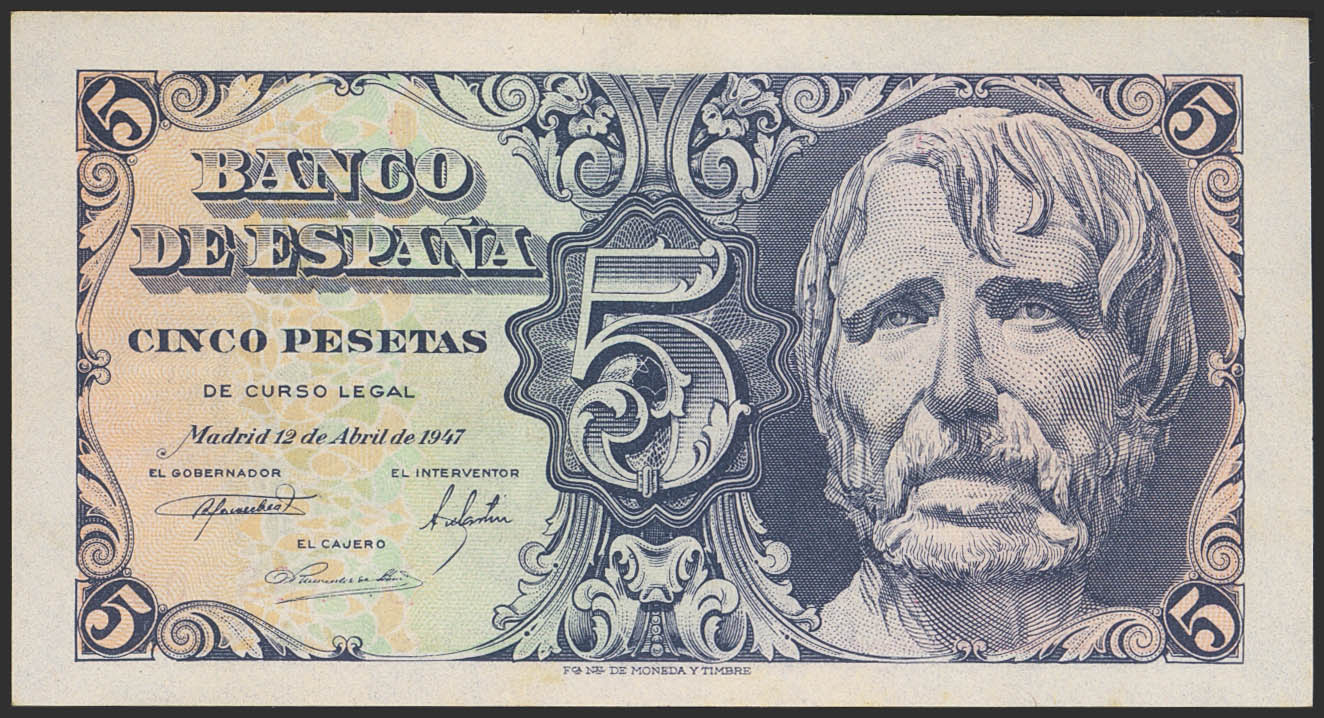 5
5
BANCO
DE ESPAÑA
5
CINCO PESETAS
DE CURSO LEGAL
Madrid 12 de Abril de 1947
EL GOBERNADOR
EL INTERVENTOR
EL CAJERO
5
5
Fca Nal DE MONEDA Y TIMBRE